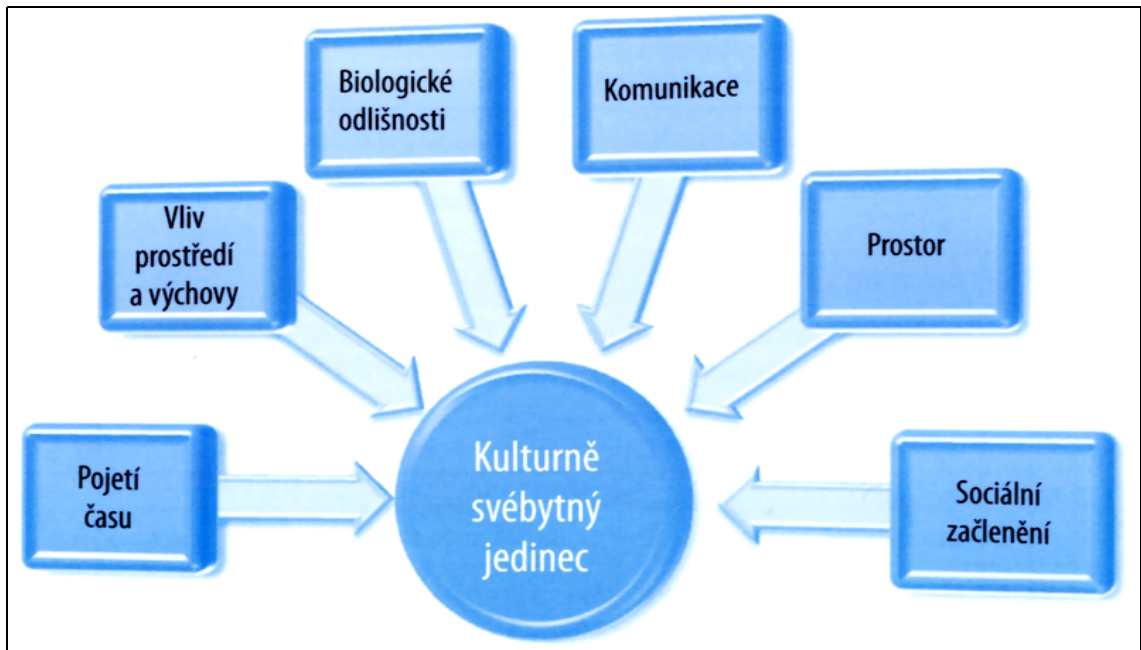 Biologické
odlišnosti
Komunikace
Vliv
prostředí
a výchovy
Prostor
Pojetí
času
Kulturně
svébytný
jedinec
Sociální
začlenění